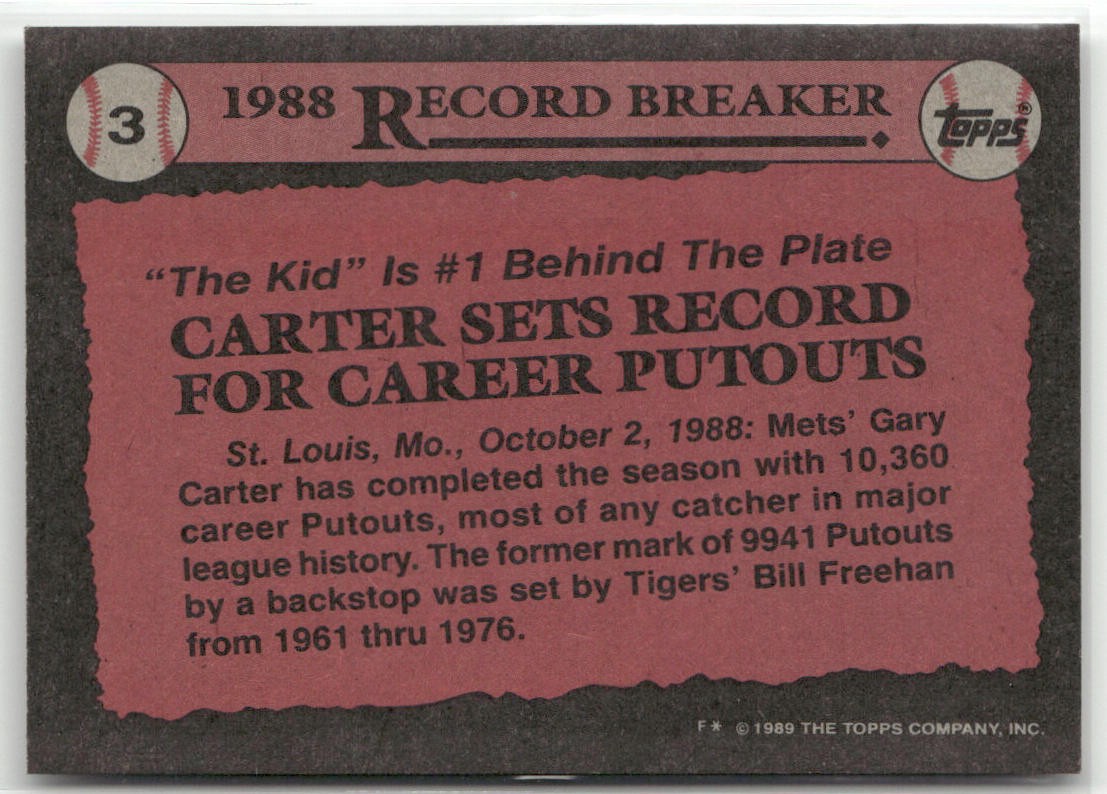 3
1988 RECORD BREAKER
topps®
“The Kid” Is #1 Behind The Plate
CARTER SETS RECORD
FOR CAREER PUTOUTS
St. Louis, Mo., October 2, 1988: Mets’ Gary
Carter has completed the season with 10,360
career Putouts, most of any catcher in major
league history. The former mark of 9941 Putouts
by a backstop was set by Tigers’ Bill Freehan
from 1961 thru 1976.
F* © 1989 THE TOPPS COMPANY, INC.